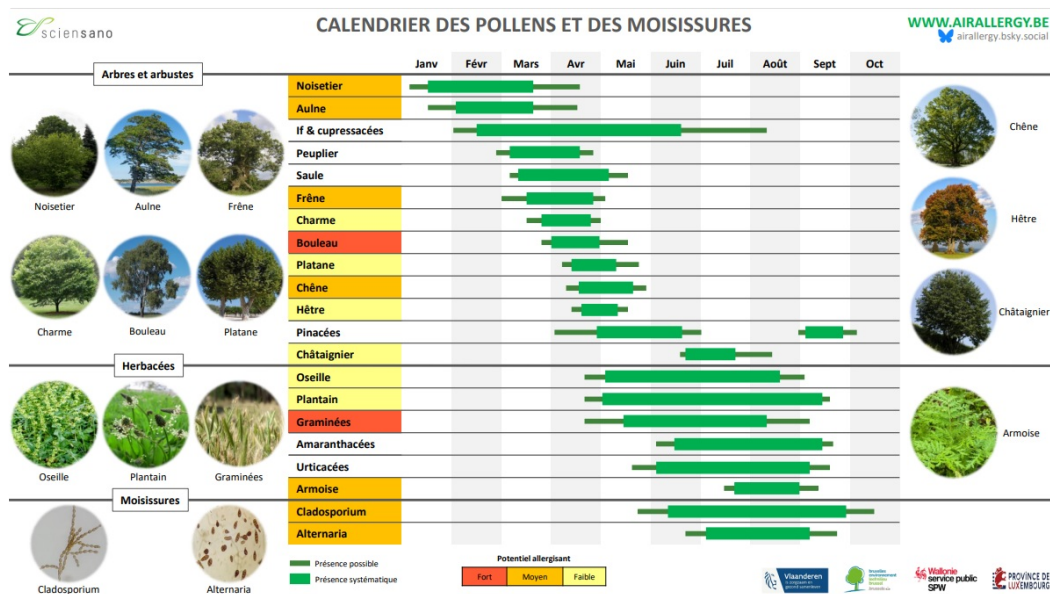 sciensano
CALENDRIER DES POLLENS ET DES MOISISSURES
WWW.AIRALLERGY.BE
airallergy.bsky.social
Janv Févr Mars Avr Mai Juin Juil Août Sept Oct
Arbres et arbustes
Noisetier
Aulne
If & cupressacées
Peuplier
Saule
Frêne
Charme
Bouleau
Platane
Chêne
Hêtre
Pinacées
Châtaignier
Oseille
Plantain
Graminées
Amaranthacées
Urticacées
Armoise
Cladosporium
Alternaria
Noisetier Aulne Frêne
Charme Bouleau Platane
Herbacées
Oseille Plantain Graminées
Moisissures
Cladosporium Alternaria
Chêne
Hêtre
Châtaignier
Armoise
Présence possible
Présence systématique
Potentiel allergisant
Fort Moyen Faible
Vlaanderen
Wallonie
service public
SPW
PROVINCE DE
LUXEMBOURG